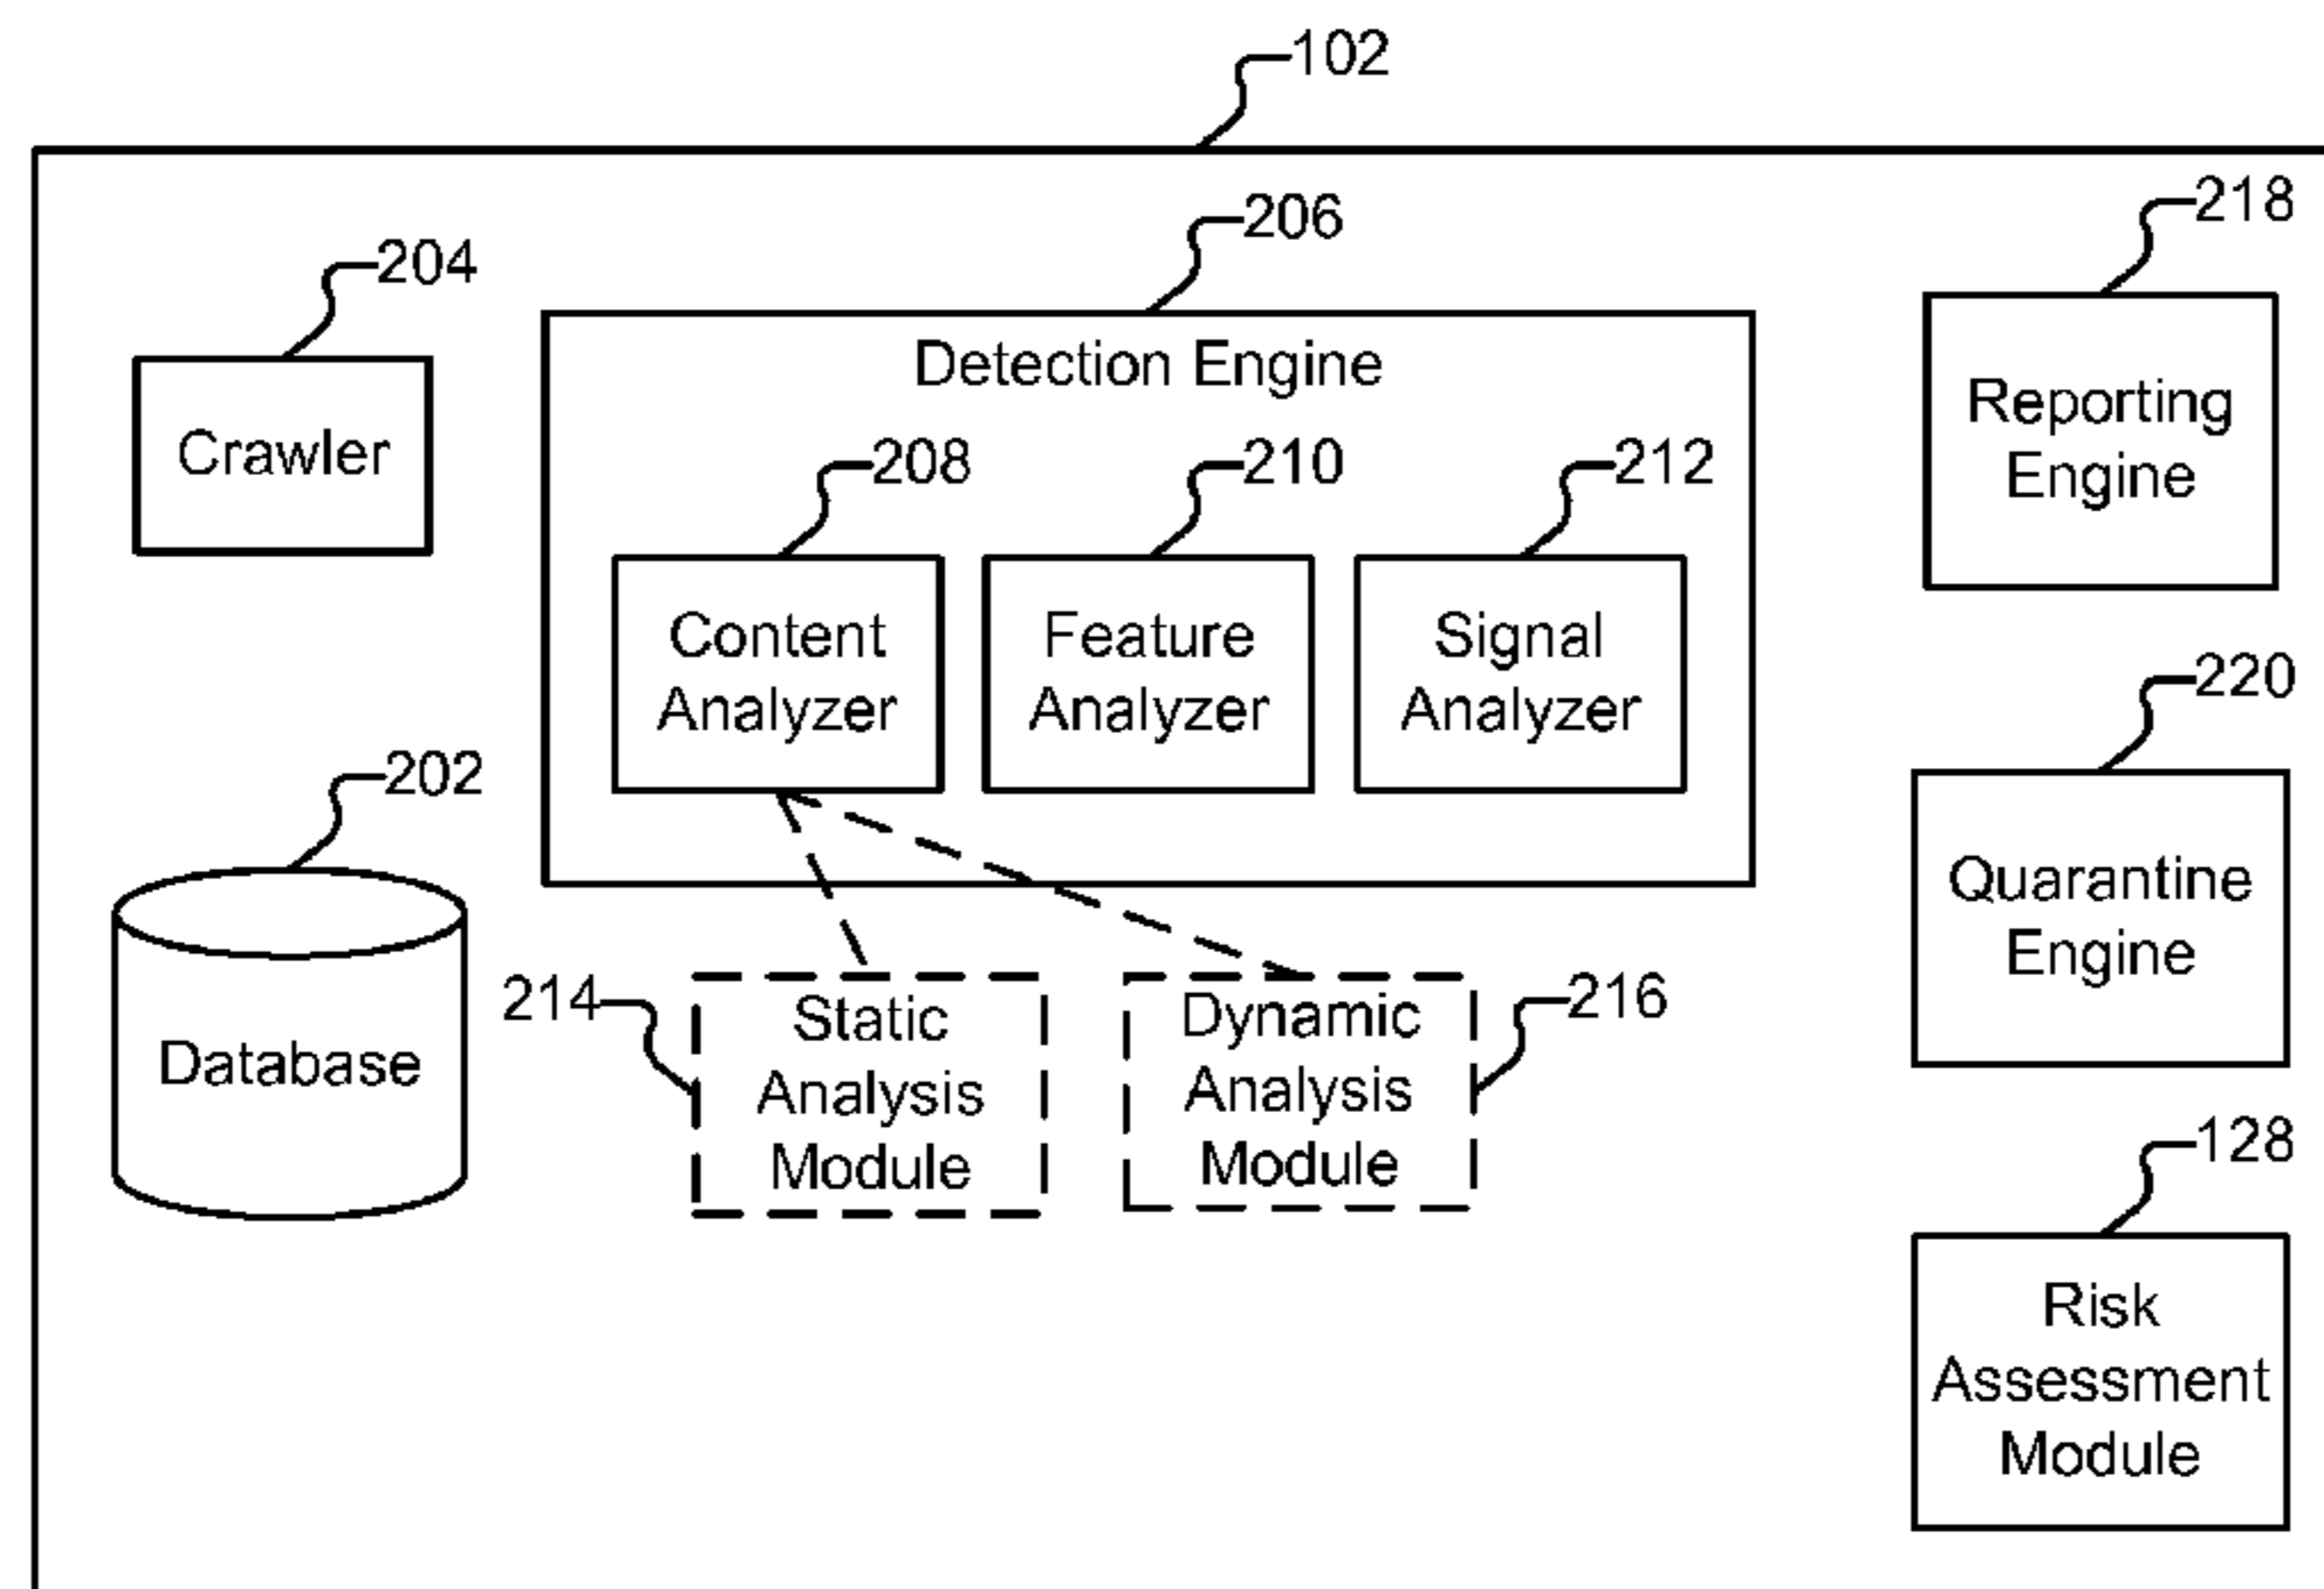 102
206
218
204
Detection Engine
Reporting
Engine
Crawler
208
210
212
Content
Analyzer
Feature
Analyzer
Signal
Analyzer
220
202
Quarantine
Engine
Database
214
Static
Analysis
Module
Dynamic
Analysis
Module
216
128
Risk
Assessment
Module